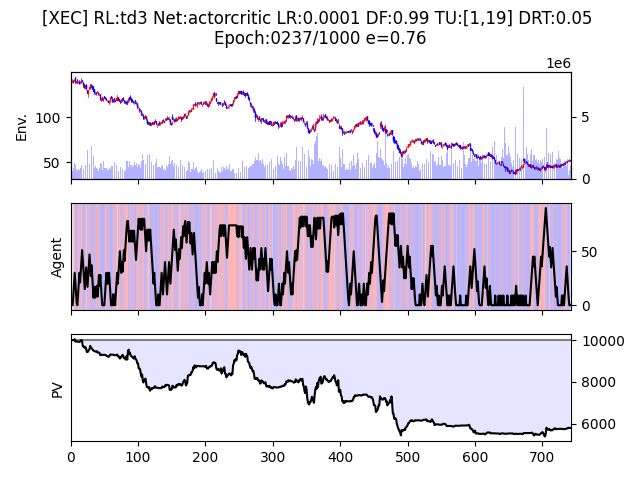 [XEC] RL:td3 Net:actorcritic LR:0.0001 DF:0.99 TU:[1,19] DRT:0.05
Epoch:0237/1000 e=0.76
1e6
Env.
100
50
5
0
Agent
50
0
PV
10000
8000
6000
0 100 200 300 400 500 600 700